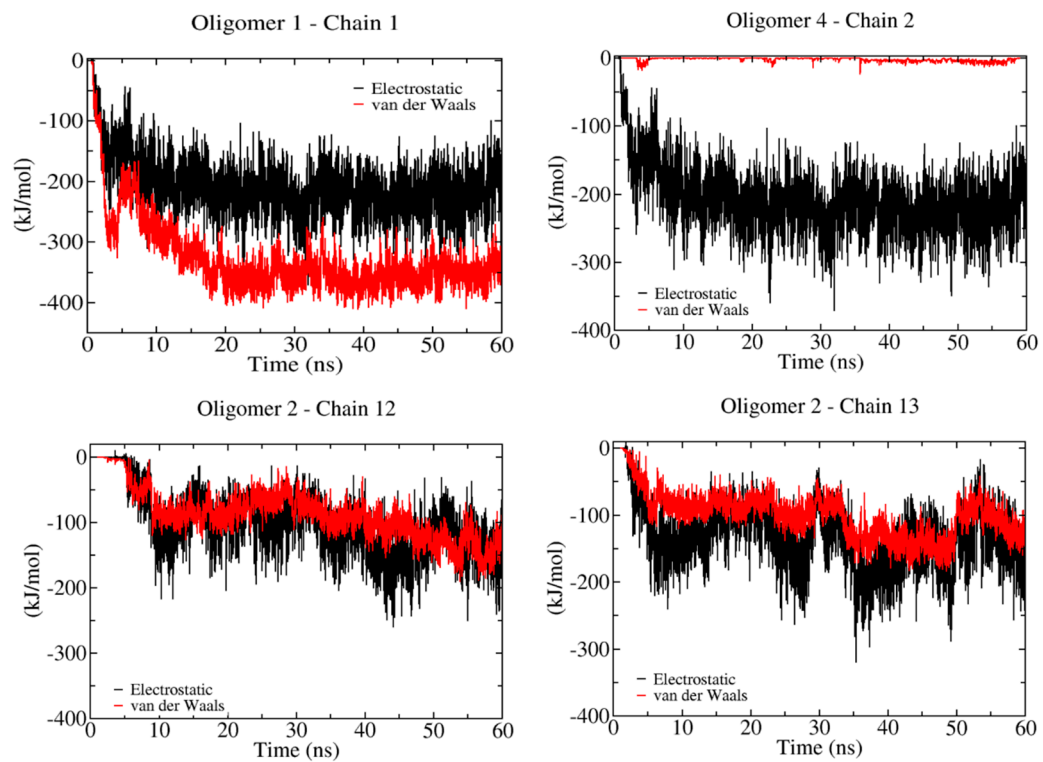 Oligomer 1 - Chain 1
0
-100
-200
-300
-400
(kJ/mol)
Electrostatic
van der Waals
0 10 20 30 40 50 60
Time (ns)
Oligomer 4 - Chain 2
0
-100
-200
-300
-400
(kJ/mol)
Electrostatic
van der Waals
0 10 20 30 40 50 60
Time (ns)
Oligomer 2 - Chain 12
0
-100
-200
-300
-400
(kJ/mol)
Electrostatic
van der Waals
0 10 20 30 40 50 60
Time (ns)
Oligomer 2 - Chain 13
0
-100
-200
-300
-400
(kJ/mol)
Electrostatic
van der Waals
0 10 20 30 40 50 60
Time (ns)